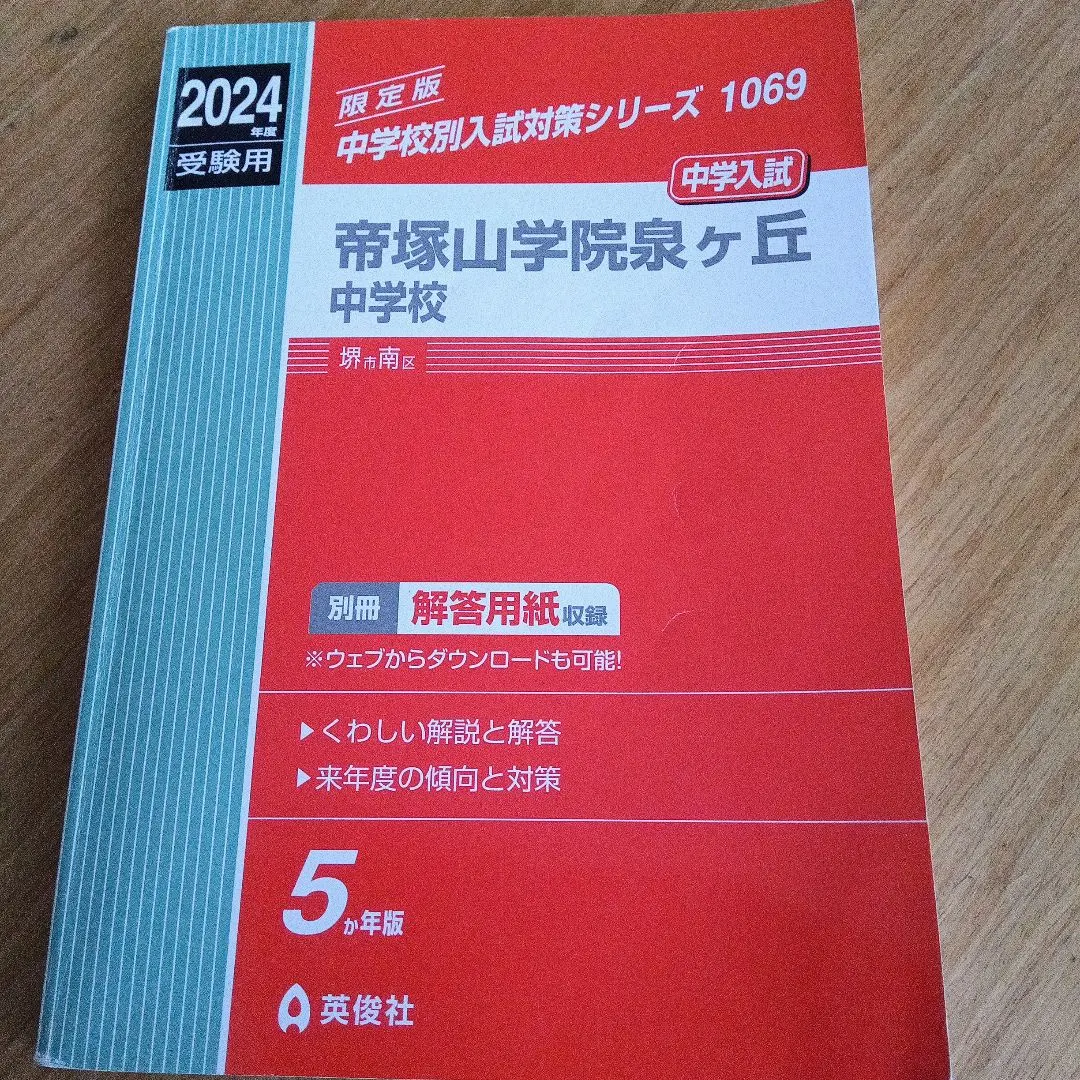 2024
年度
受験用
限定版
中学校別入試対策シリーズ 1069
中学入試
帝塚山学院泉ヶ丘
中学校
堺市南区
別冊 解答用紙収録
※ウェブからダウンロードも可能!
▶くわしい解説と解答
▶来年度の傾向と対策
5か年版
英俊社